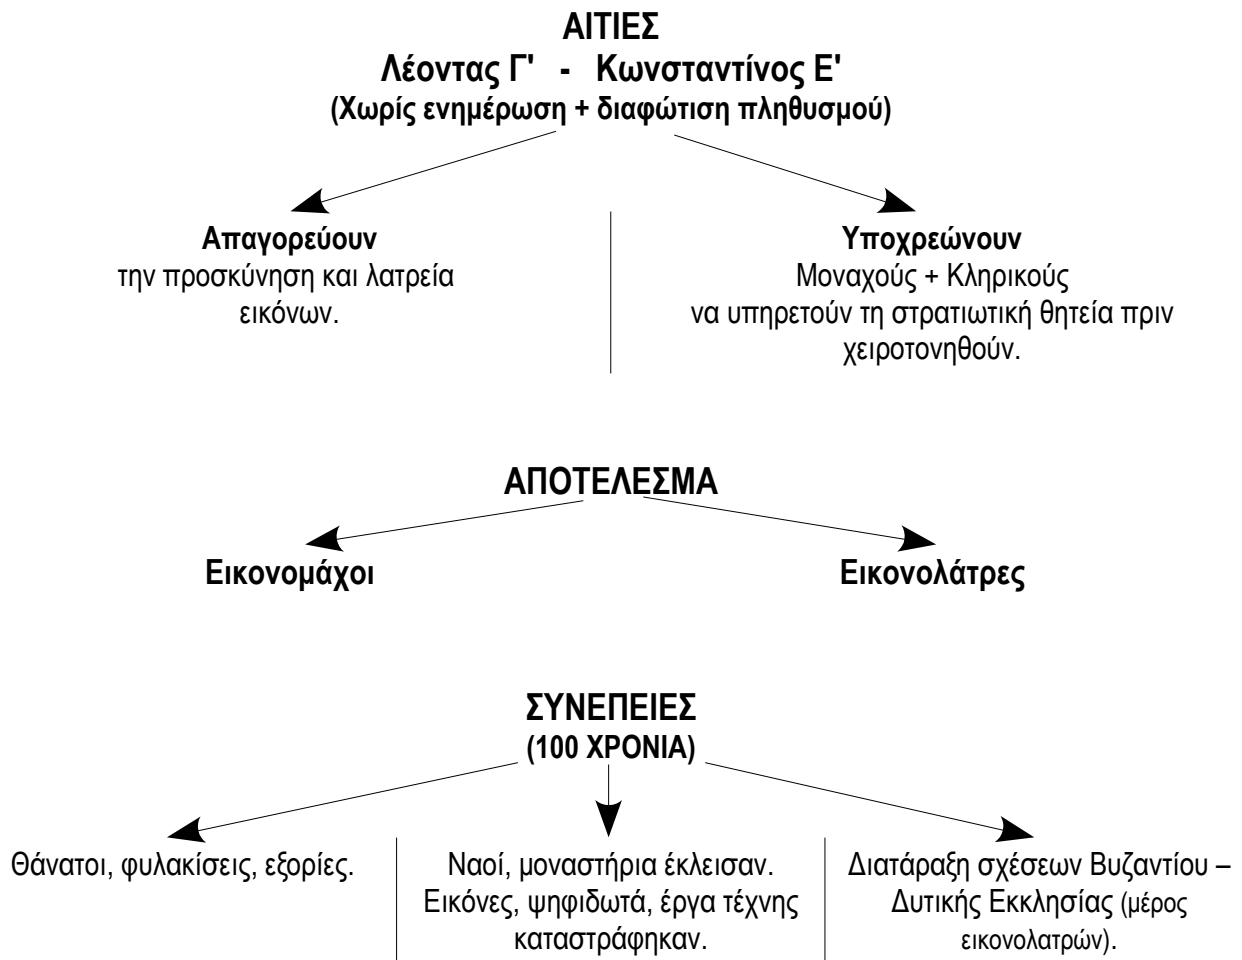 ΑΙΤΙΕΣ
Λέοντας Γ' - Κωνσταντίνος Ε'
(Χωρίς ενημέρωση + διαφώτιση πληθυσμού)
Απαγορεύουν
την προσκύνηση και λατρεία
εικόνων.
Υποχρεώνουν
Μοναχούς + Κληρικούς
να υπηρετούν τη στρατιωτική θητεία πριν
χειροτονηθούν.
ΑΠΟΤΕΛΕΣΜΑ
Εικονομάχοι
Εικονολάτρες
ΣΥΝΕΠΕΙΕΣ
(100 ΧΡΟΝΙΑ)
Θάνατοι, φυλακίσεις, εξορίες.
Ναοί, μοναστήρια έκλεισαν.
Εικόνες, ψηφιδωτά, έργα τέχνης
καταστράφηκαν.
Διατάραξη σχέσεων Βυζαντίου –
Δυτικής Εκκλησίας (μέρος
εικονολατρών).